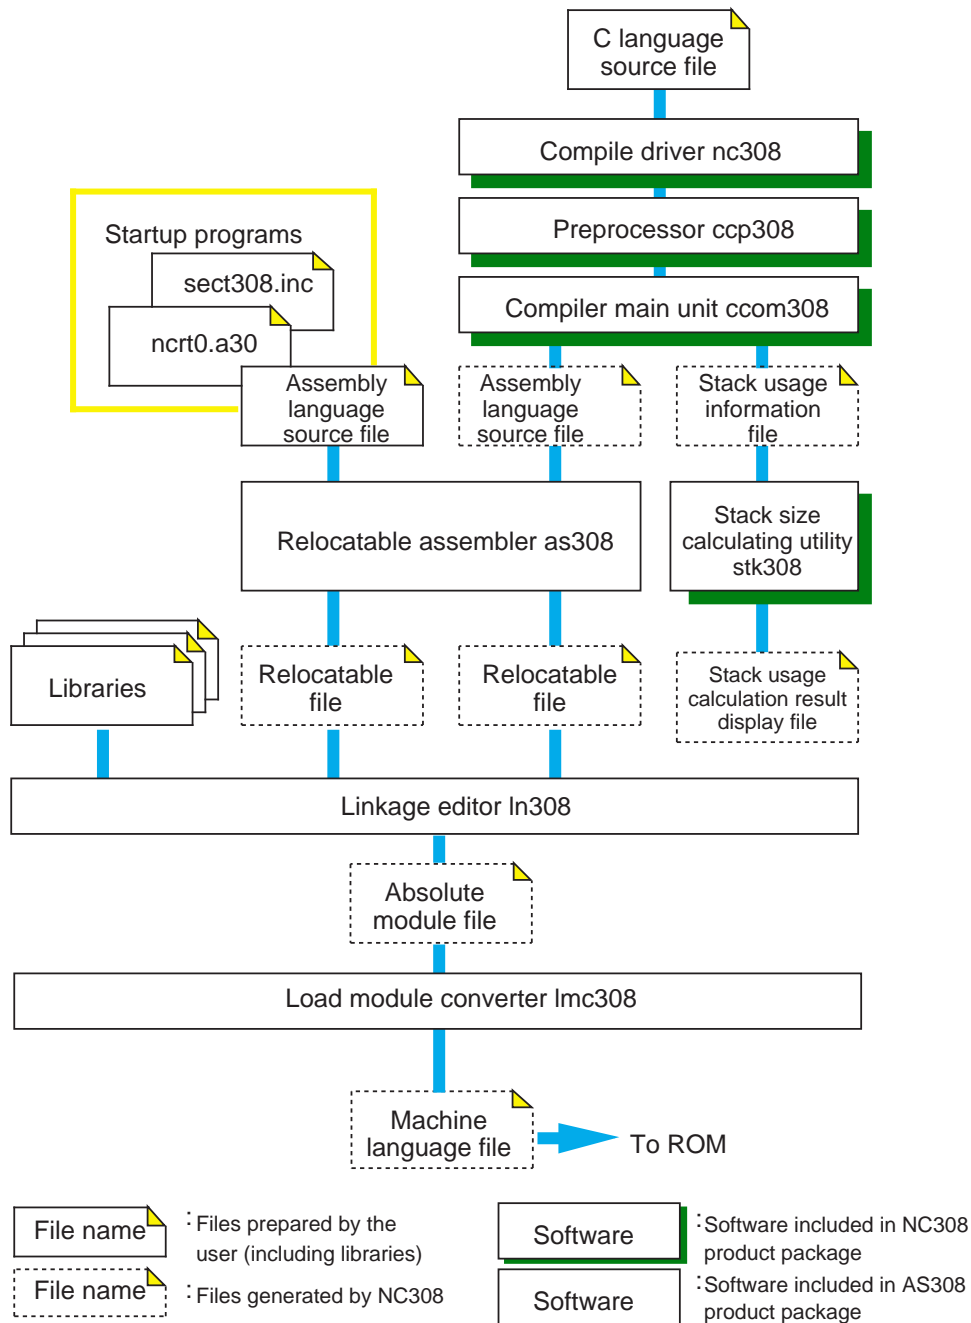 C language
source file
Compile driver nc308
Preprocessor ccp308
Startup programs
sect308.inc
ncrt0.a30
Compiler main unit ccom308
Assembly
language
source file
Assembly
language
source file
Stack usage
information
file
Relocatable assembler as308
Stack size
calculating utility
stk308
Libraries
Relocatable
file
Relocatable
file
Stack usage
calculation result
display file
Linkage editor ln308
Absolute
module file
Load module converter lmc308
Machine
language file
To ROM
File name
:Files prepared by the
user (including libraries)
File name
:Files generated by NC308
Software
:Software included in NC308
product package
Software
:Software included in AS308
product package